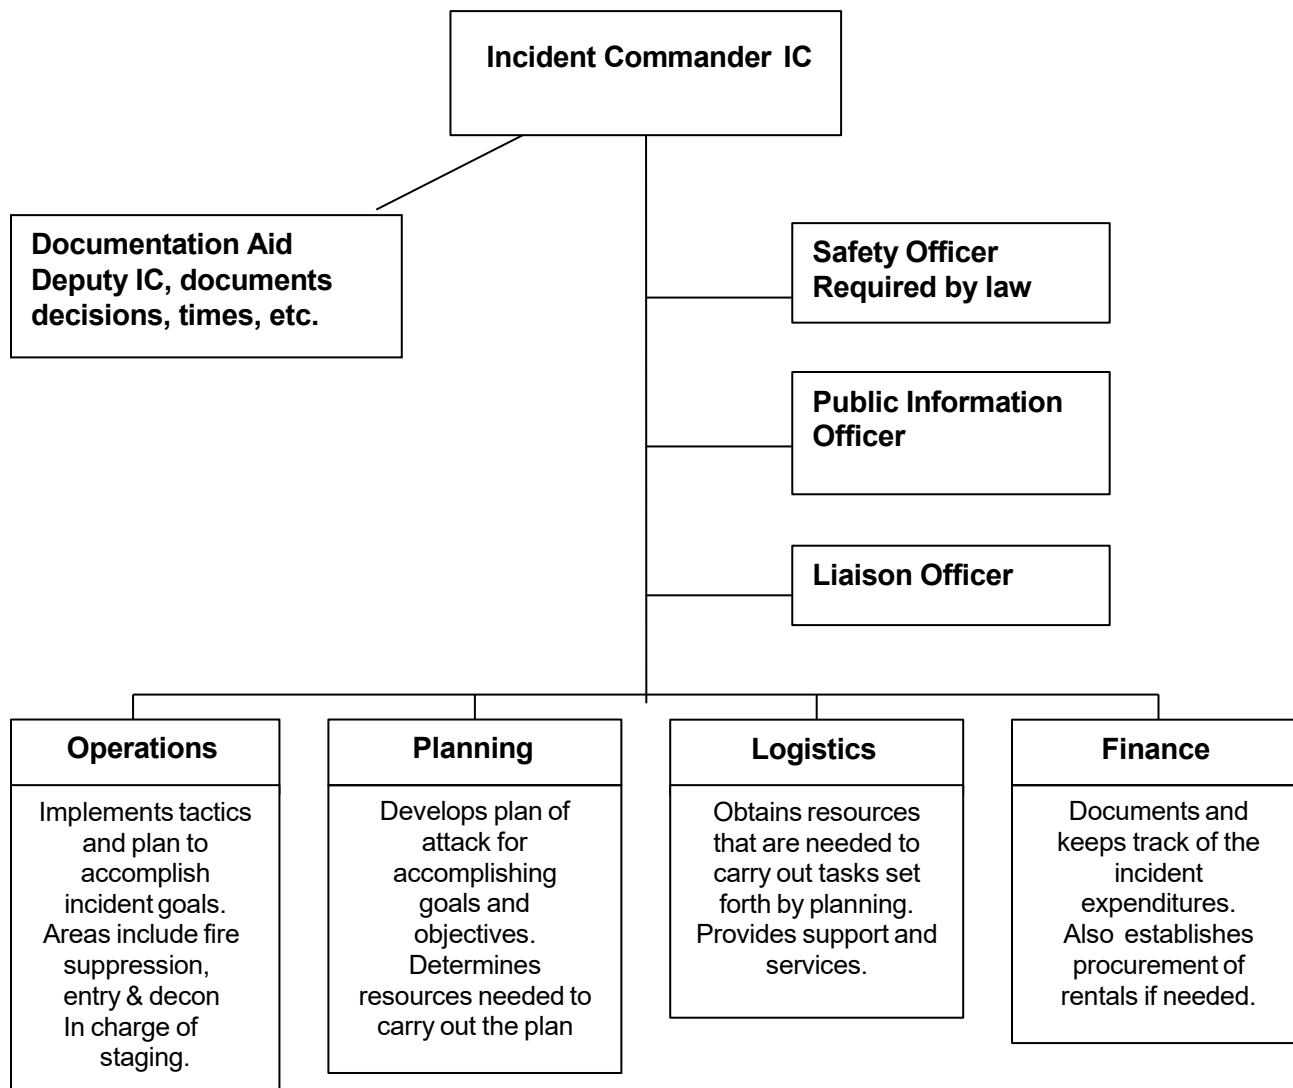 Incident Commander IC
Documentation Aid
Deputy IC, documents
decisions, times, etc.
Safety Officer
Required by law
Public Information
Officer
Liaison Officer
Operations
Implements tactics
and plan to
accomplish
incident goals.
Areas include fire
suppression,
entry & decon
In charge of
staging.
Planning
Develops plan of
attack for
accomplishing
goals and
objectives.
Determines
resources needed to
carry out the plan
Logistics
Obtains resources
that are needed to
carry out tasks set
forth by planning.
Provides support and
services.
Finance
Documents and
keeps track of the
incident
expenditures.
Also establishes
procurement of
rentals if needed.